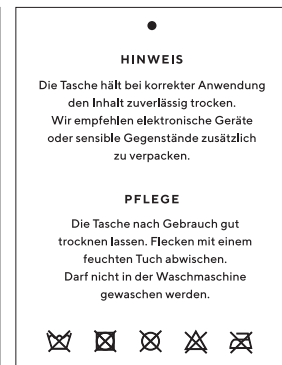 HINWEIS
Die Tasche hält bei korrekter Anwendung
den Inhalt zuverlässig trocken.
Wir empfehlen elektronische Geräte
oder sensible Gegenstände zusätzlich
zu verpacken.
PFLEGE
Die Tasche nach Gebrauch gut
trocknen lassen. Flecken mit einem
feuchten Tuch abwischen.
Darf nicht in der Waschmaschine
gewaschen werden.